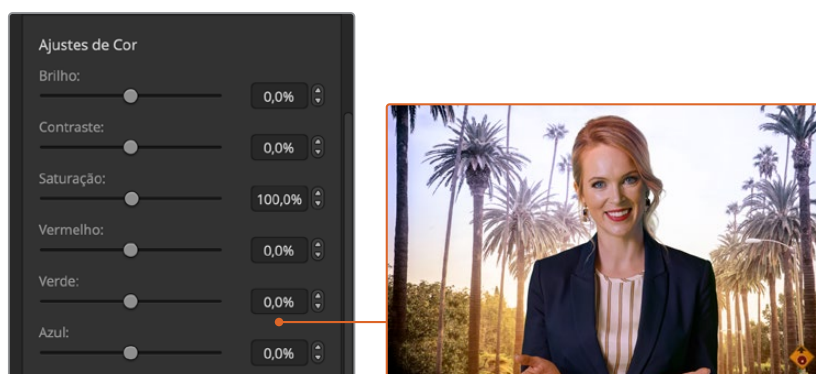 Ajustes de Cor
Brilho:
0,0%
Contraste:
0,0%
Saturação:
100,0%
Vermelho:
0,0%
Verde:
0,0%
Azul:
0,0%